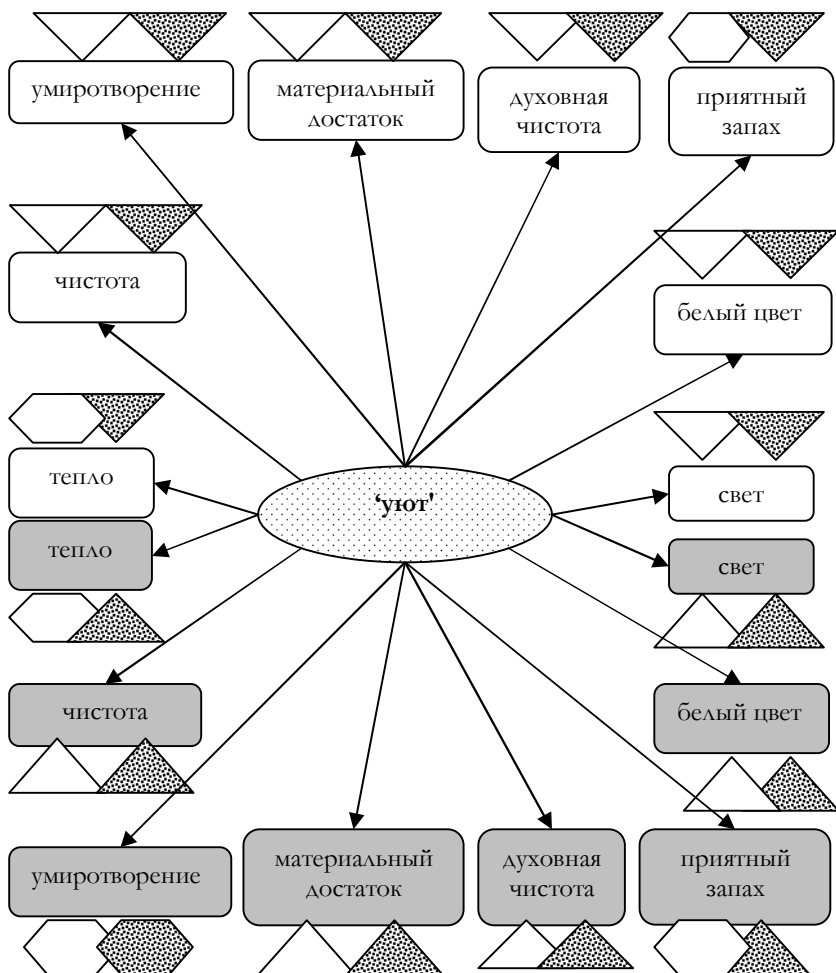 умиротворение
материальный
достаток
духовная
чистота
приятный
запах
чистота
белый цвет
тепло
'уют'
свет
тепло
свет
чистота
белый цвет
умиротворение
материальный
достаток
духовная
чистота
приятный
запах